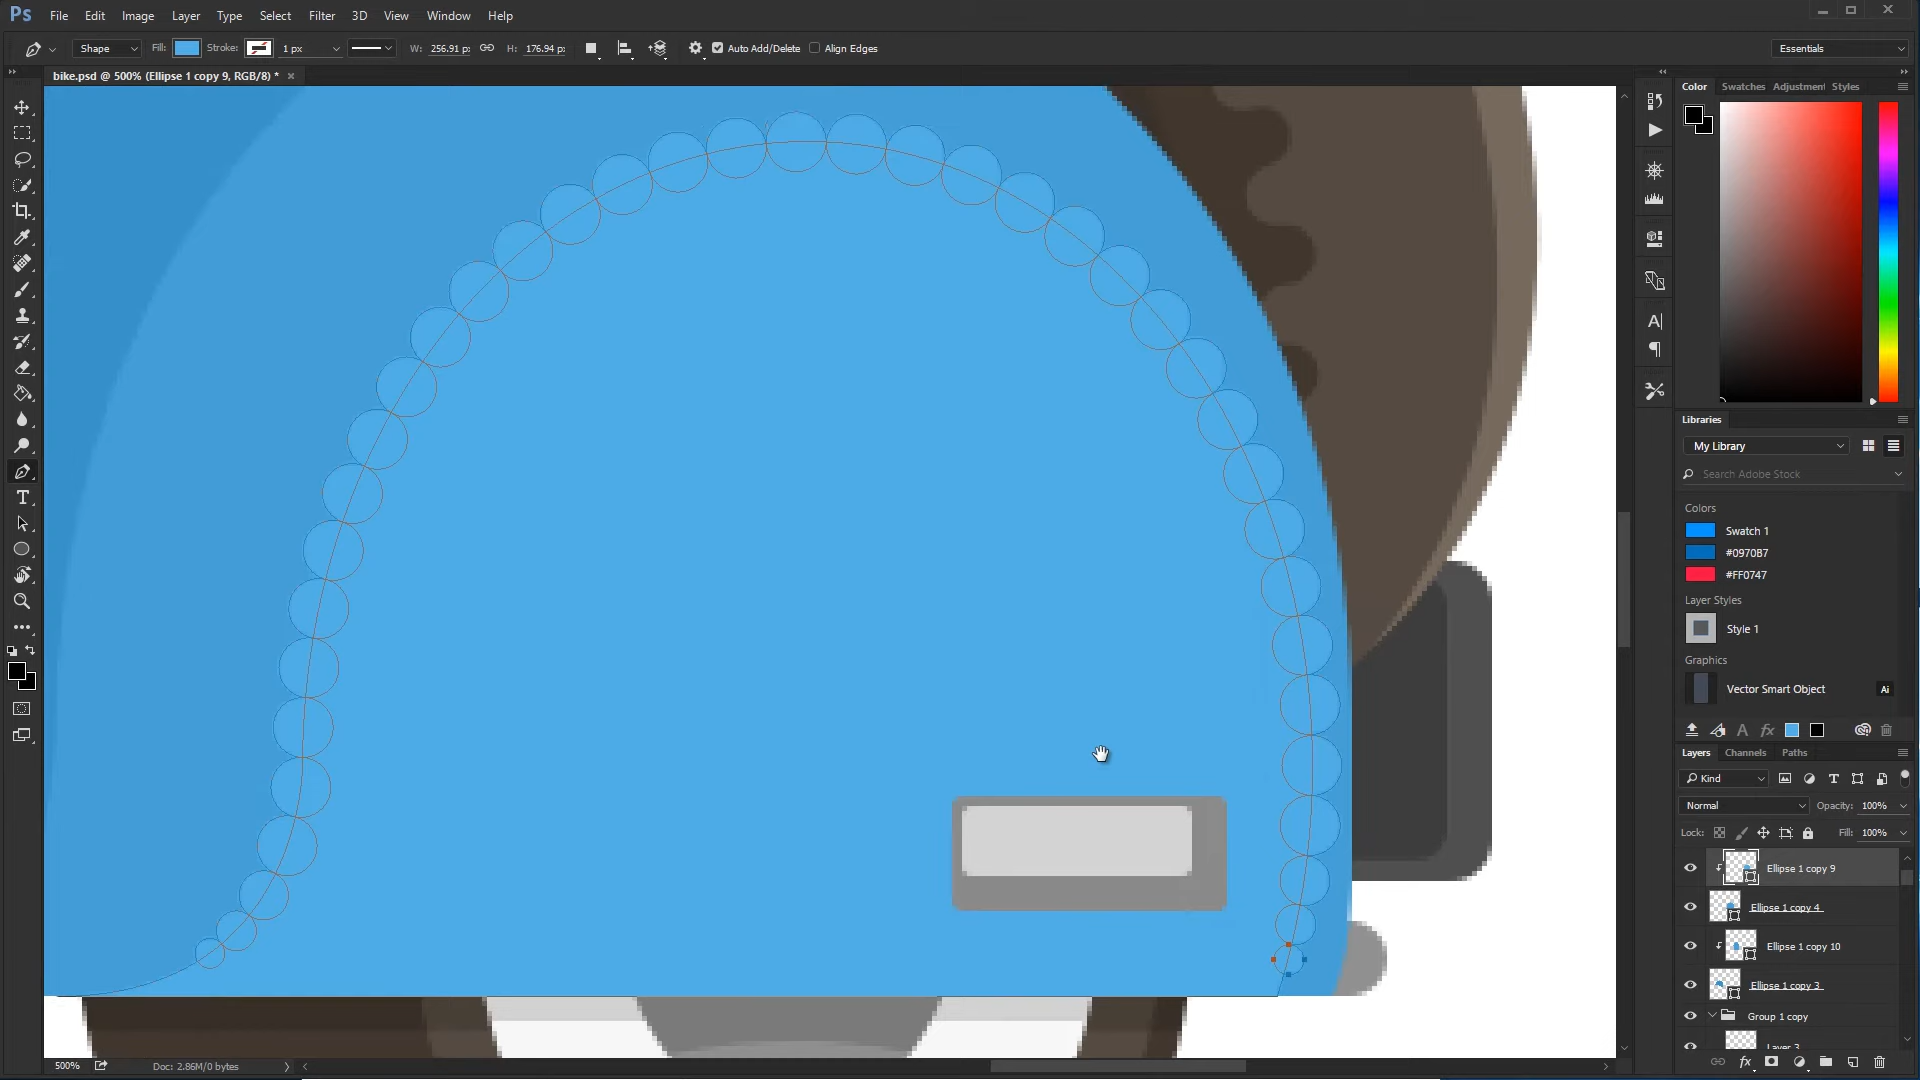 Ps File Edit Image Layer Type Select Filter 3D View Window Help
Shape Fill: Stroke: 1 px W: 256.91 p: H: 176.94 p: Auto Add/Delete Align Edges Essentials
bike.psd @ 500% (Ellipse 1 copy 9, RGB/8) * ×
Color Swatches Adjustment Styles
Libraries
My Library
Search Adobe Stock
Colors
Swatch 1
#0970B7
#FF0747
Layer Styles
Style 1
Graphics
Vector Smart Object Ai
Layers Channels Paths
Kind
Normal Opacity: 100%
Lock: Fill: 100%
Ellipse 1 copy 9
Ellipse 1 copy 4
Ellipse 1 copy 10
Ellipse 1 copy 3
Group 1 copy
Layer 3
500% Doc: 2.86M/0 bytes